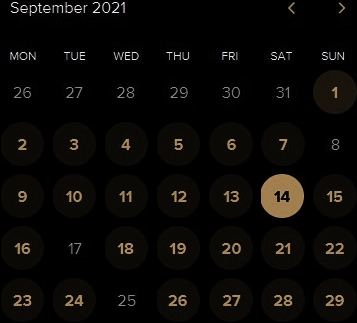 September 2021
MON TUE WED THU FRI SAT SUN
26 27 28 29 30 31 1
2 3 4 5 6 7 8
9 10 11 12 13 14 15
16 17 18 19 20 21 22
23 24 25 26 27 28 29